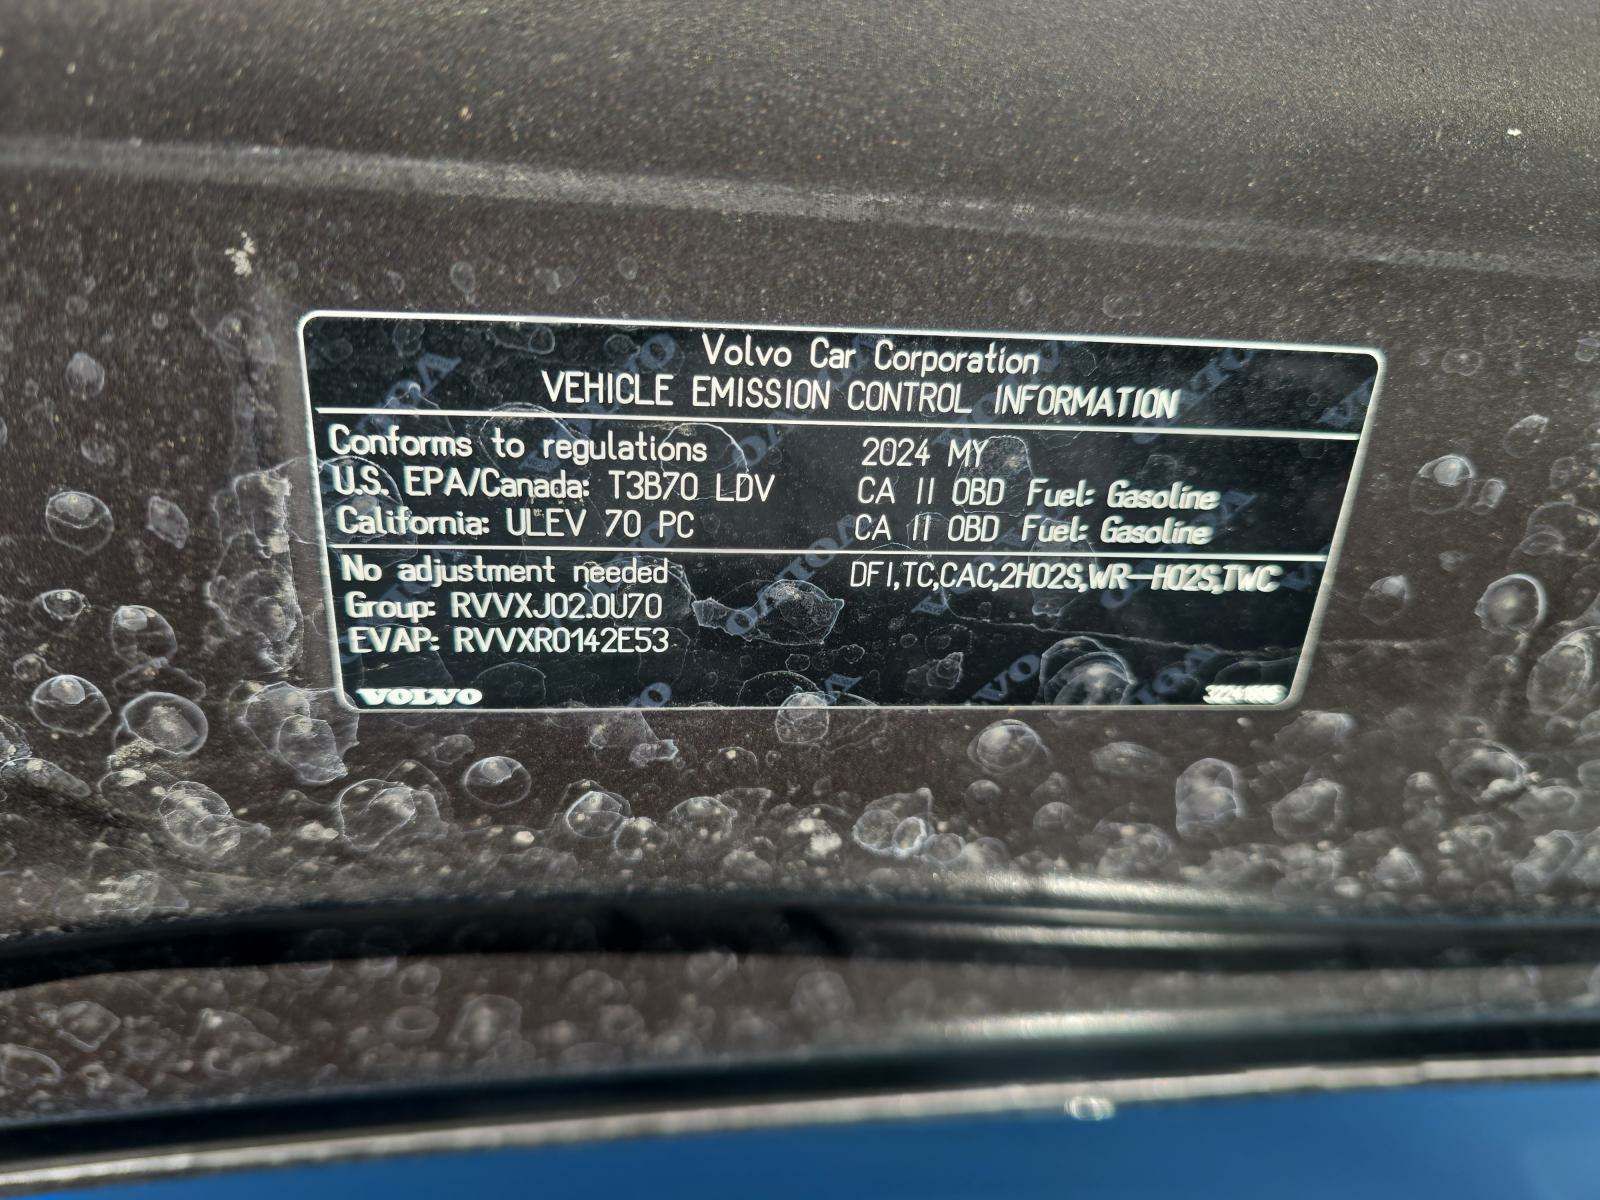 Volvo Car Corporation
VEHICLE EMISSION CONTROL INFORMATION
Conforms to regulations 2024 MY
U.S. EPA/Canada: T3B70 LDV CA II OBD Fuel: Gasoline
California: ULEV 70 PC CA II OBD Fuel: Gasoline
No adjustment needed DFI,TC,CAC,2HO2S,WR-HO2S,TWC
Group: RVVXJ02.0U70
EVAP: RVVXR0142E53
VOLVO